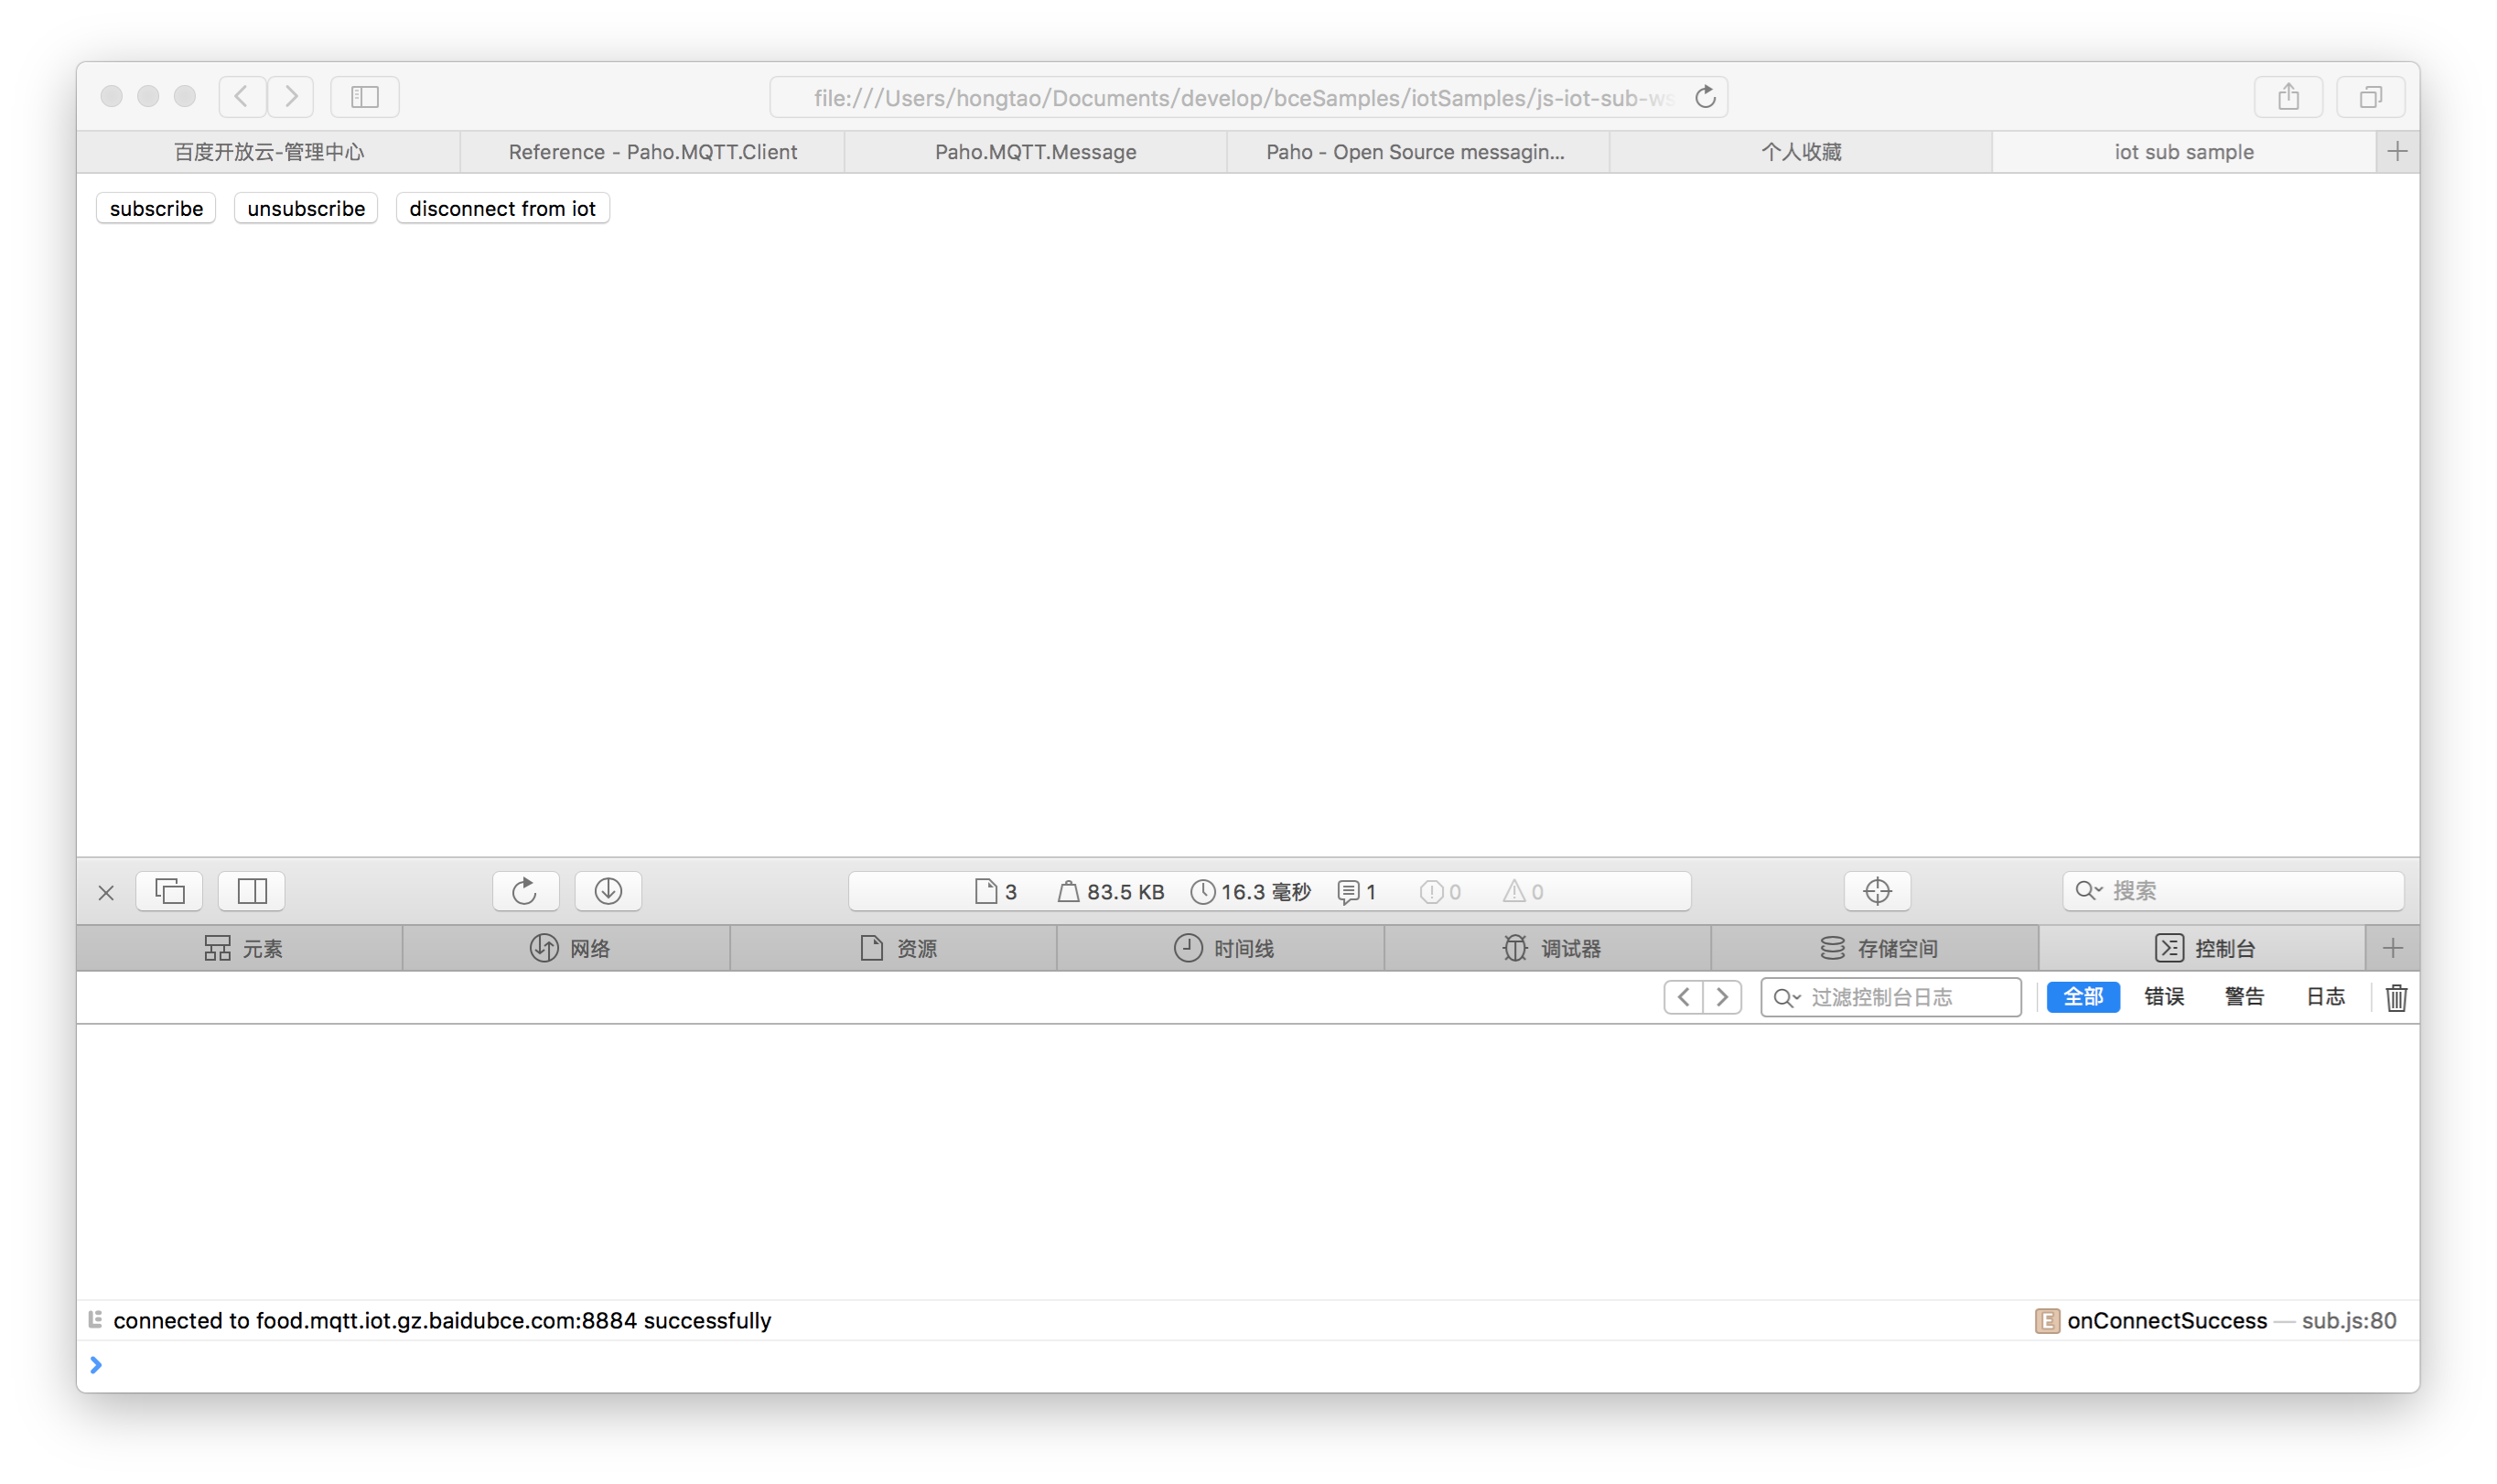 file:///Users/hongtao/Documents/develop/bceSamples/iotSamples/js-iot-sub-ws
百度开放云-管理中心 Reference - Paho.MQTT.Client Paho.MQTT.Message Paho - Open Source messagin... 个人收藏 iot sub sample
subscribe unsubscribe disconnect from iot
3 83.5 KB 16.3 毫秒 1 0 0 搜索
元素 网络 资源 时间线 调试器 存储空间 控制台
过滤控制台日志 全部 错误 警告 日志
connected to food.mqtt.iot.gz.baidubce.com:8884 successfully E onConnectSuccess — sub.js:80